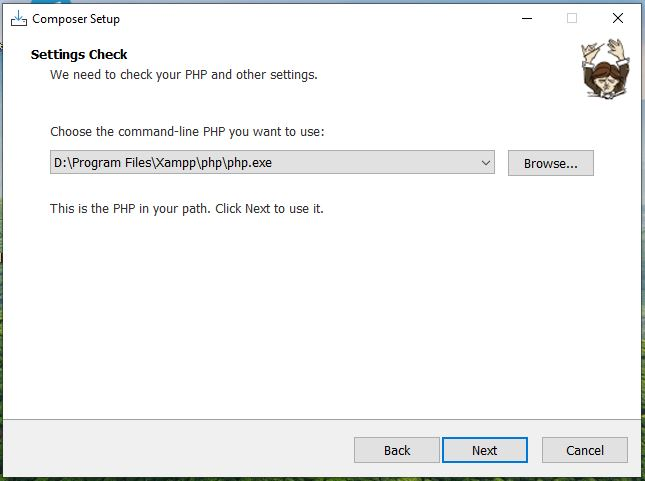 Composer Setup
Settings Check
We need to check your PHP and other settings.
Choose the command-line PHP you want to use:
D:\Program Files\Xampp\php\php.exe
Browse...
This is the PHP in your path. Click Next to use it.
Back
Next
Cancel